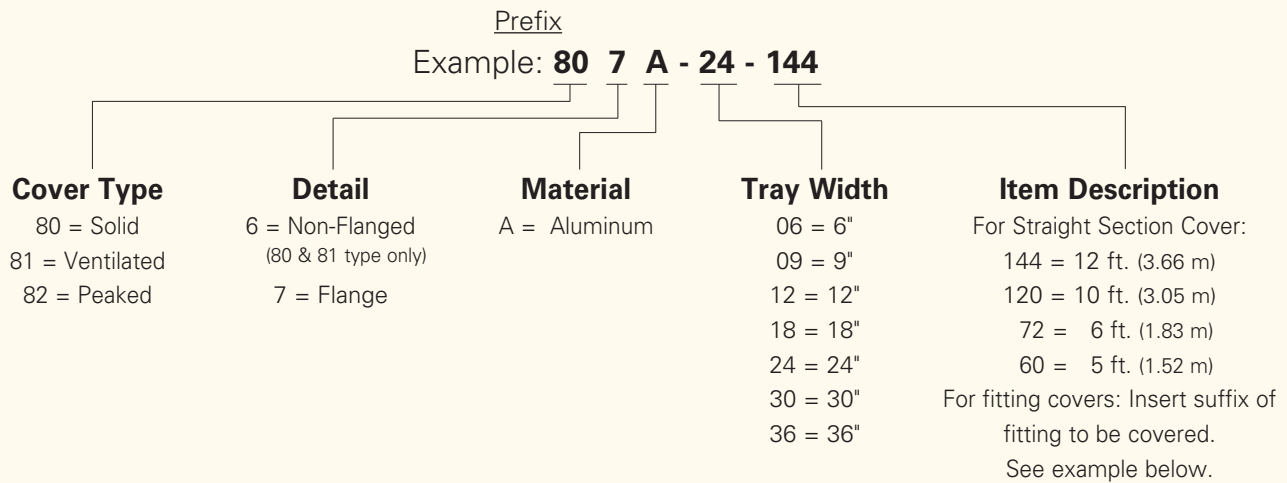 Prefix
Example: 80 7 A - 24 - 144
Cover Type
80 = Solid
81 = Ventilated
82 = Peaked
Detail
6 = Non-Flanged
(80 & 81 type only)
7 = Flange
Material
A = Aluminum
Tray Width
06 = 6"
09 = 9"
12 = 12"
18 = 18"
24 = 24"
30 = 30"
36 = 36"
Item Description
For Straight Section Cover:
144 = 12 ft. (3.66 m)
120 = 10 ft. (3.05 m)
72 = 6 ft. (1.83 m)
60 = 5 ft. (1.52 m)
For fitting covers: Insert suffix of
fitting to be covered.
See example below.